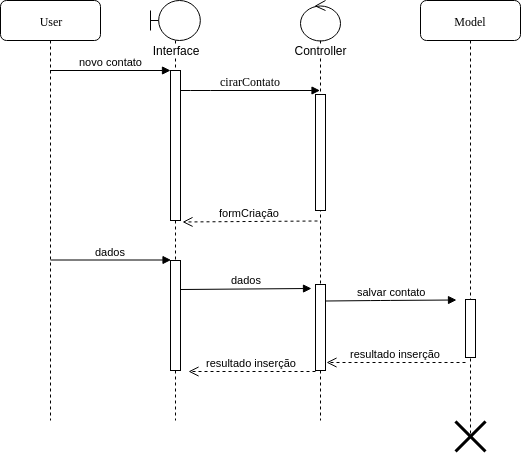 User
Interface
Controller
Model
novo contato
cirarContato
formCriação
dados
dados
salvar contato
resultado inserção
resultado inserção